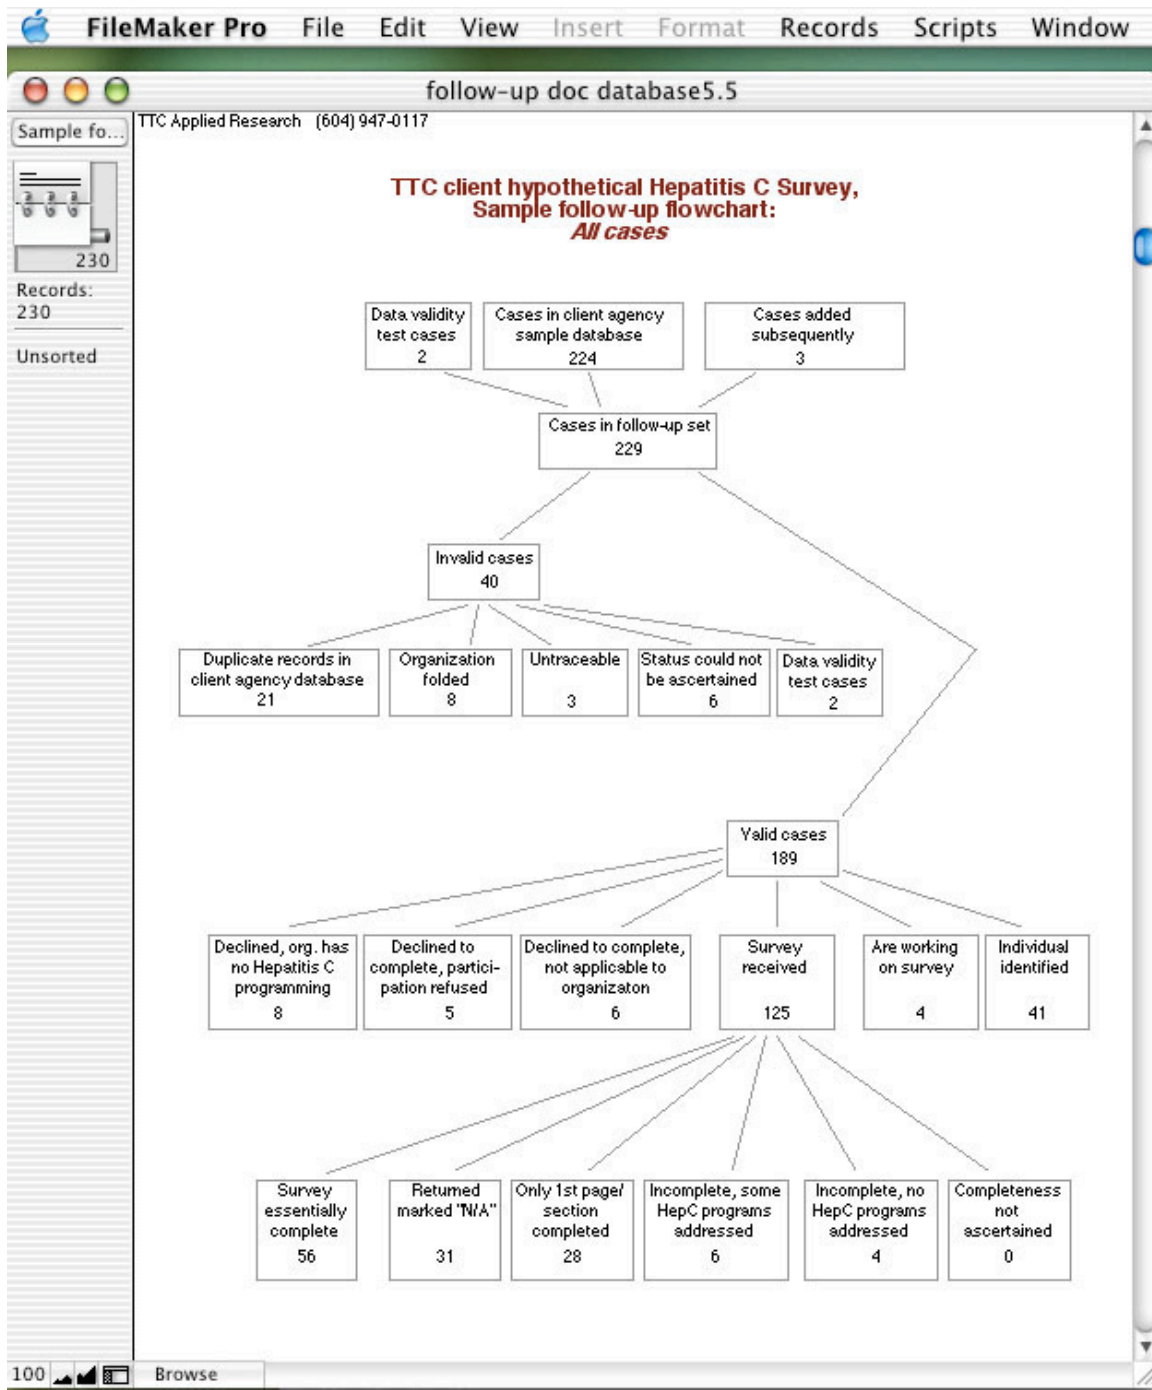 FileMaker Pro File Edit View Insert Format Records Scripts Window
follow-up doc database5.5
Sample fo...
230
Records:
230
Unsorted
TTC Applied Research (604) 947-0117
TTC client hypothetical Hepatitis C Survey,
Sample follow-up flowchart:
All cases
Data validity
test cases
2
Cases in client agency
sample database
224
Cases added
subsequently
3
Cases in follow-up set
229
Invalid cases
40
Duplicate records in
client agency database
21
Organization
folded
8
Untraceable
3
Status could not
be ascertained
6
Data validity
test cases
2
Valid cases
189
Declined, org. has
no Hepatitis C
programming
8
Declined to
complete, partici-
pation refused
5
Declined to complete,
not applicable to
organizaton
6
Survey
received
125
Are working
on survey
4
Individual
identified
41
Survey
essentially
complete
56
Returned
marked "N/A"
31
Only 1st page/
section
completed
28
Incomplete, some
HepC programs
addressed
6
Incomplete, no
HepC programs
addressed
4
Completeness
not
ascertained
0
100 Browse